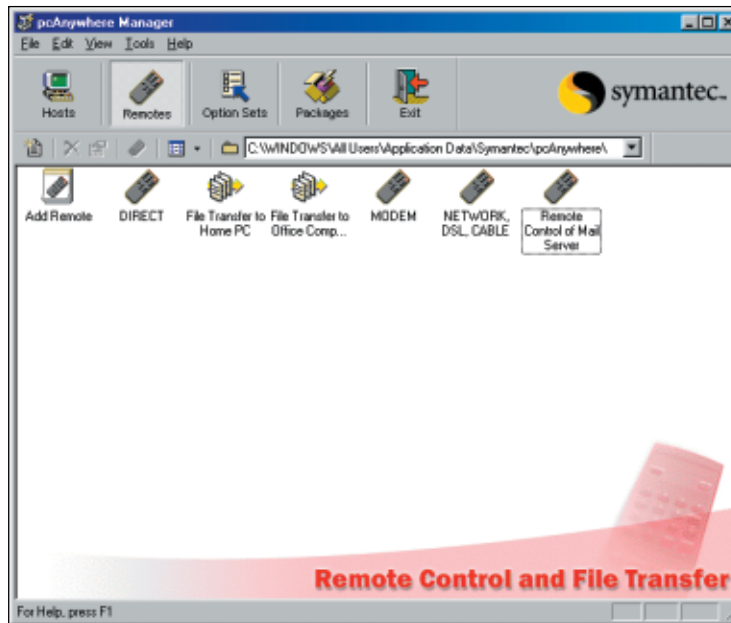 pcAnywhere Manager
File Edit View Tools Help
Hosts Remotes Option Sets Packages Exit
symantec™
C:\WINDOWS\All Users\Application Data\Symantec\pcAnywhere\
Add Remote DIRECT File Transfer to Home PC File Transfer to Office Comp... MODEM NETWORK, DSL, CABLE Remote Control of Mail Server
Remote Control and File Transfer
For Help, press F1